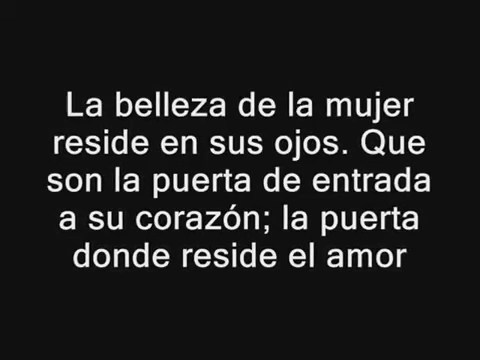 La belleza de la mujer
reside en sus ojos. Que
son la puerta de entrada
a su corazón; la puerta
donde reside el amor